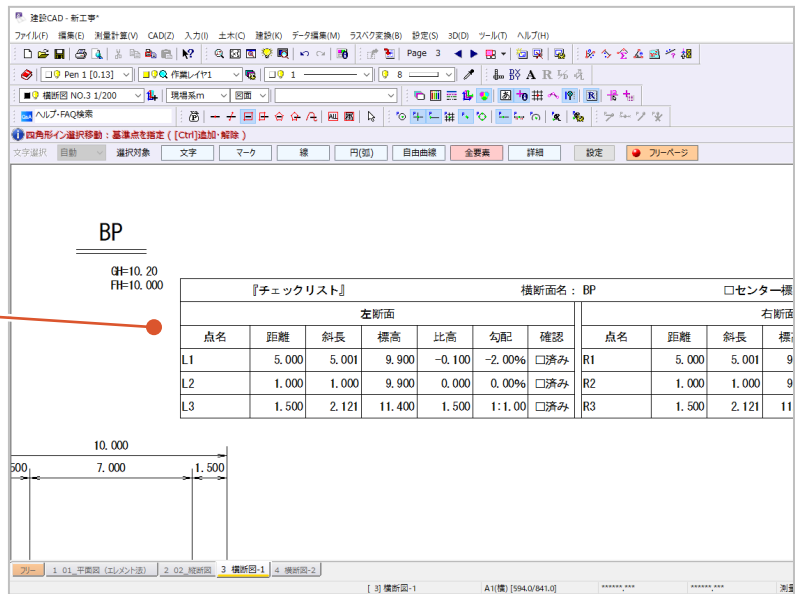 建設CAD - 新工事*
ファイル(F) 編集(E) 測量計算(V) CAD(Z) 入力(I) 土木(C) 建設(K) データ編集(M) ラスベク変換(B) 設定(S) 3D(D) ツール(T) ヘルプ(H)
Page 3
Pen 1 [0.13] 作業レイヤ1 1 8 A R
横断図 NO.3 1/200 現場系m 図面
ヘルプ・FAQ検索
四角形イン選択移動：基準点を指定 ( [Ctrl]追加・解除 )
文字選択 自動 選択対象 文字 マーク 線 円(弧) 自由曲線 全要素 詳細 設定 フリーページ
BP
GH=10.20
FH=10.000
『チェックリスト』 横断面名： BP □センター標
左断面 右断面
点名 距離 斜長 標高 比高 勾配 確認 点名 距離 斜長 標
L1 5.000 5.001 9.900 -0.100 -2.00% □済み R1 5.000 5.001 9
L2 1.000 1.000 9.900 0.000 0.00% □済み R2 1.000 1.000 9
L3 1.500 2.121 11.400 1.500 1:1.00 □済み R3 1.500 2.121 11
10.000
500 7.000 1.500
フリー 1 01_平面図（エレメント法） 2 02_縦断図 3 横断図-1 4 横断図-2
[ 3] 横断図-1 A1(横) [594.0/841.0] ******.*** ******.*** 測量